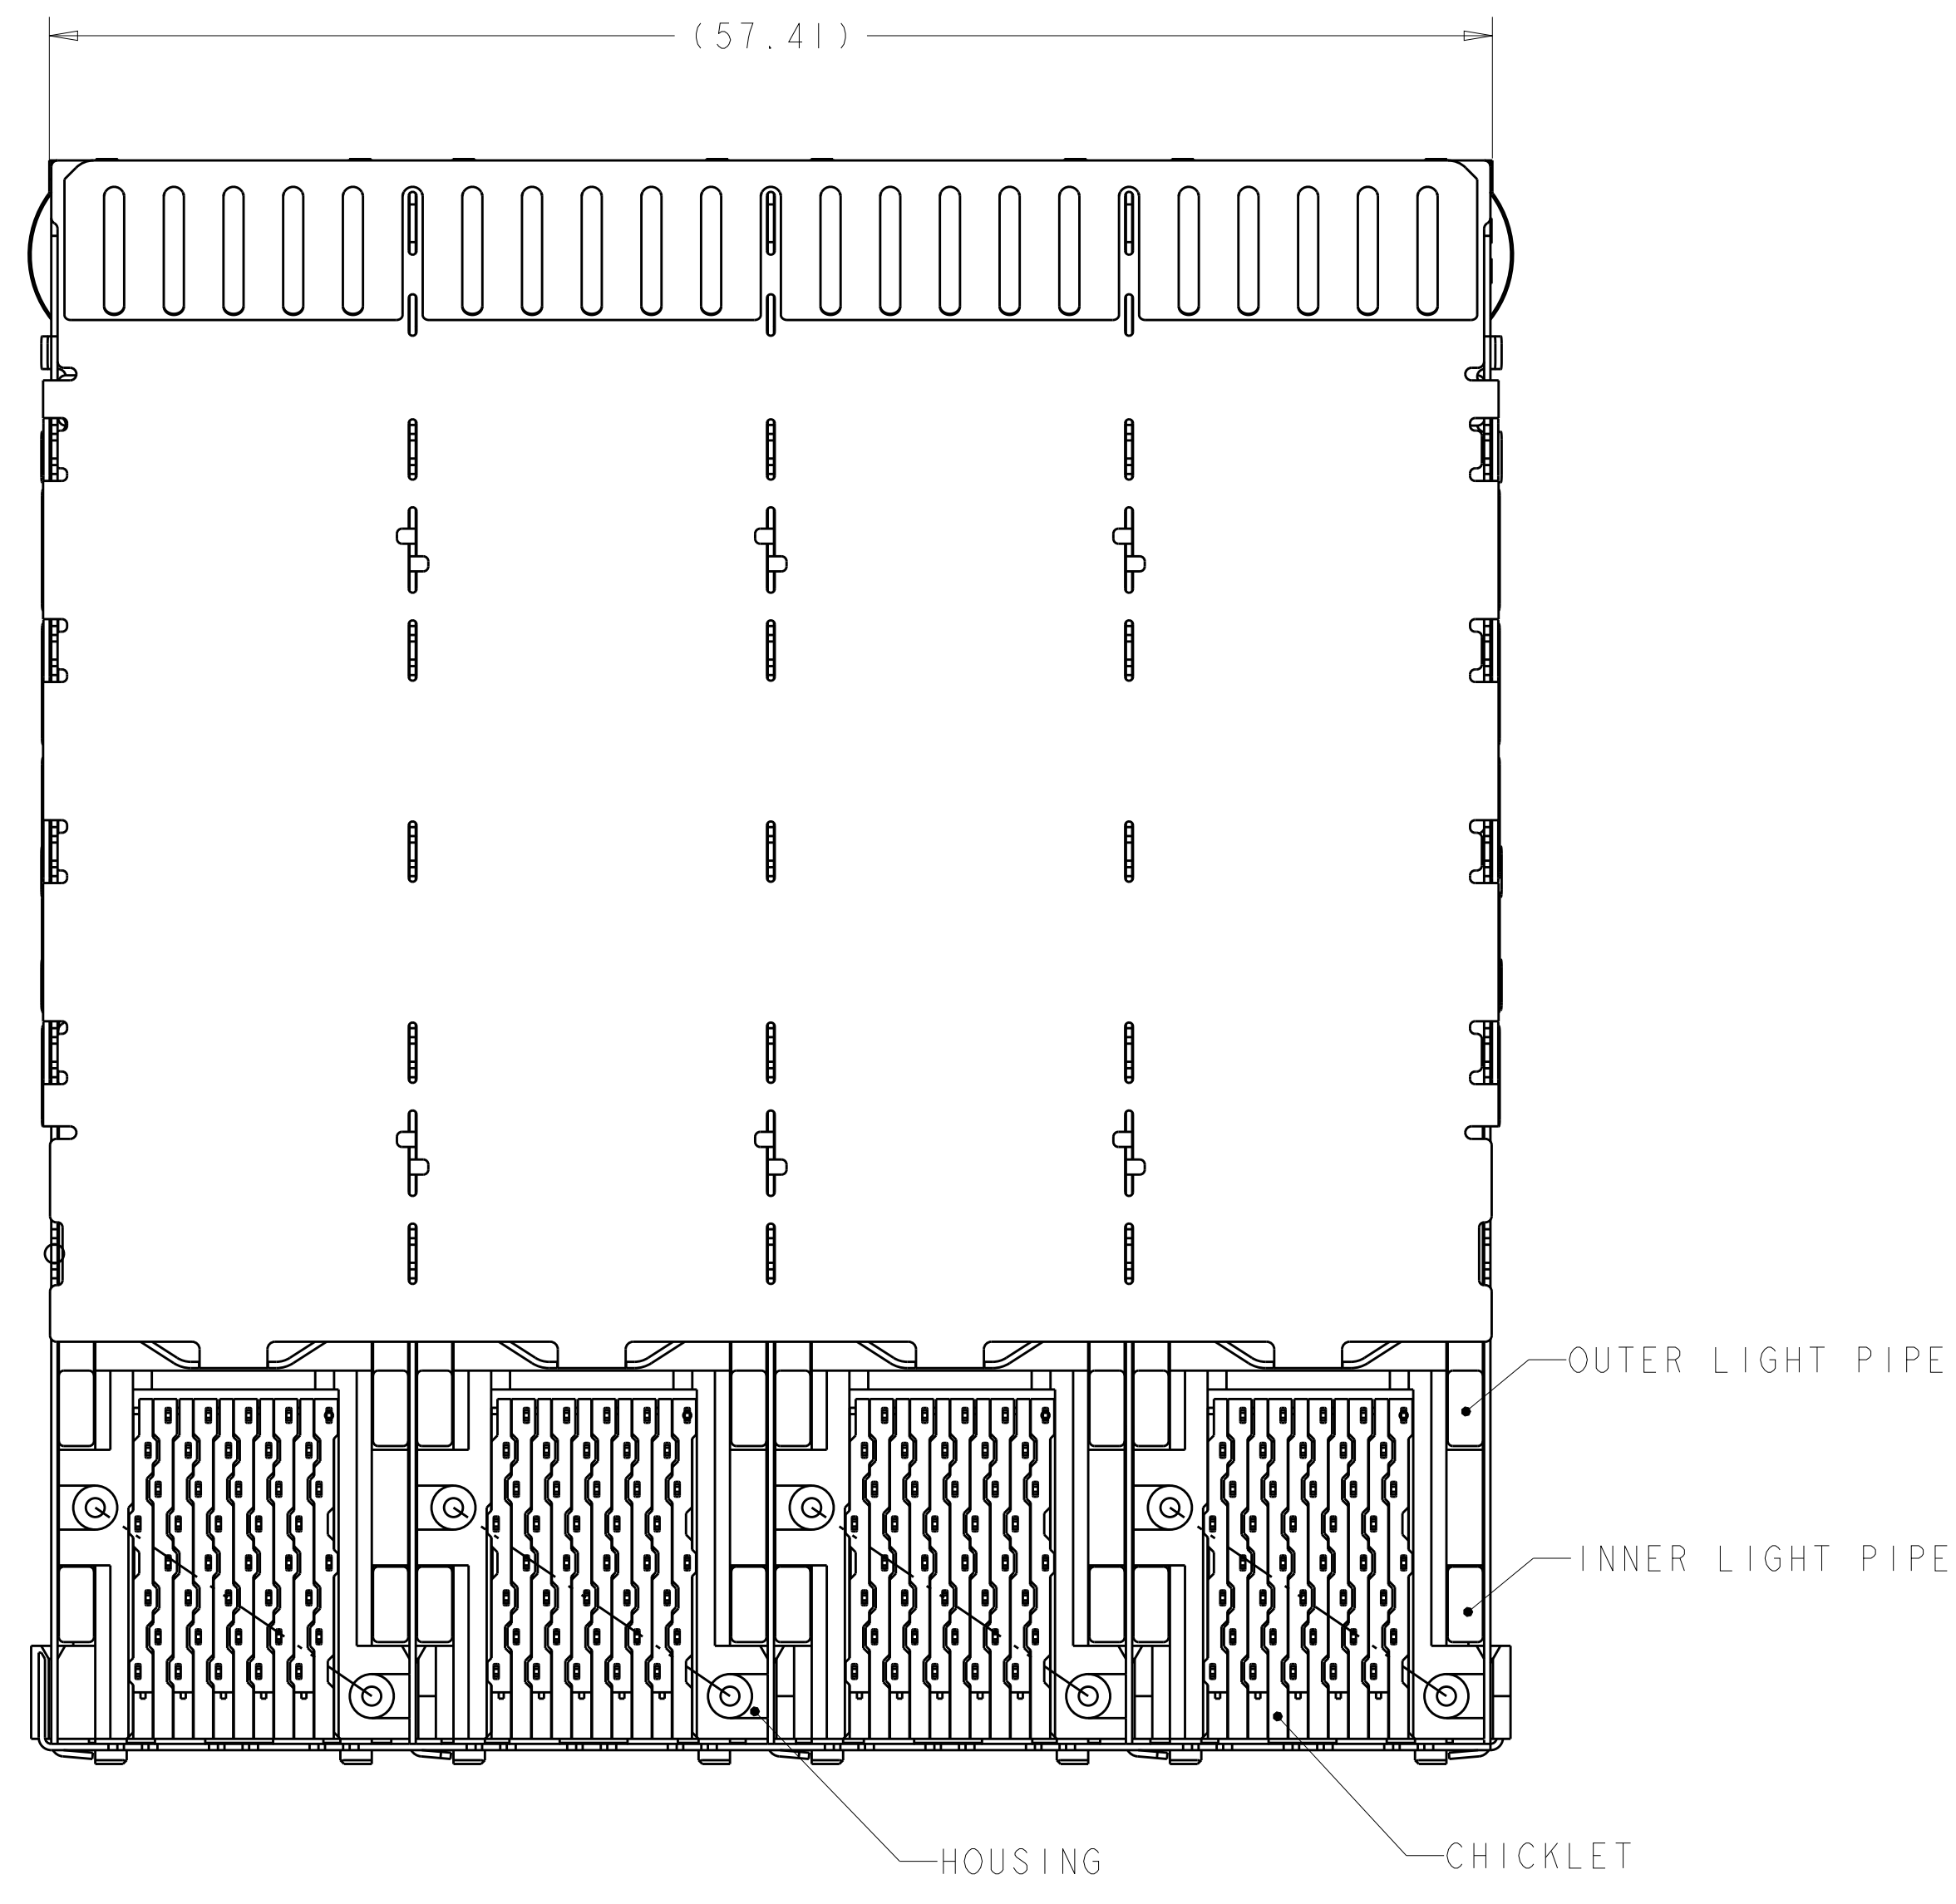 (57.41)
OUTER LIGHT PIPE
INNER LIGHT PIPE
HOUSING
CHICKLET